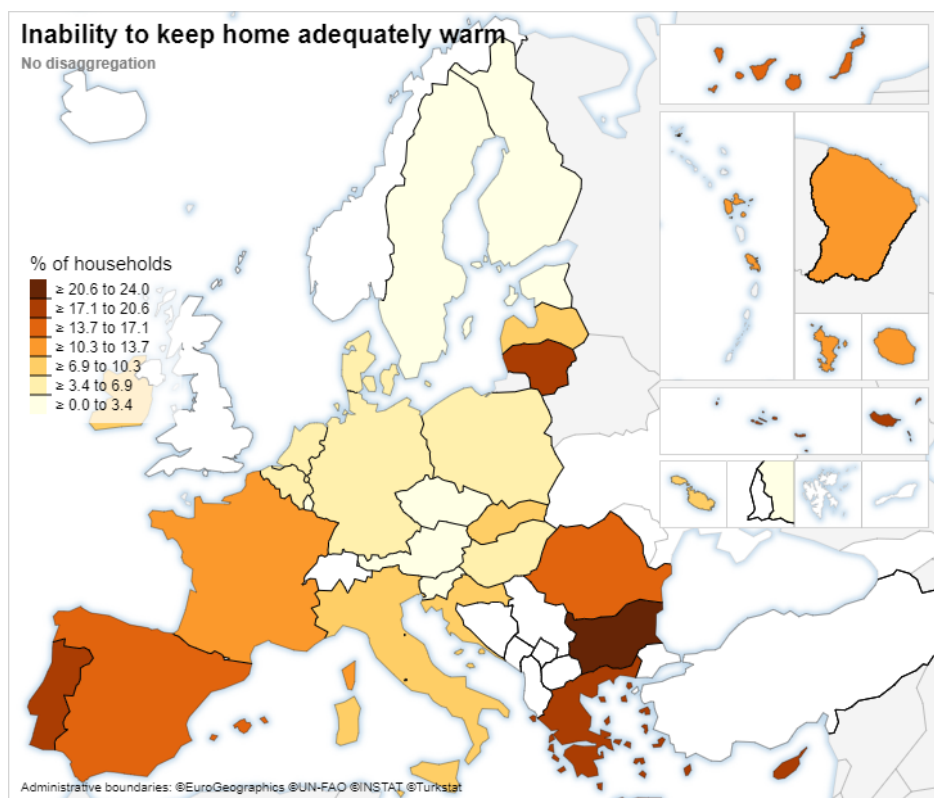 Inability to keep home adequately warm
No disaggregation
% of households
≥ 20.6 to 24.0
≥ 17.1 to 20.6
≥ 13.7 to 17.1
≥ 10.3 to 13.7
≥ 6.9 to 10.3
≥ 3.4 to 6.9
≥ 0.0 to 3.4
Administrative boundaries: ©EuroGeographics ©UN-FAO ©INSTAT ©Turkstat